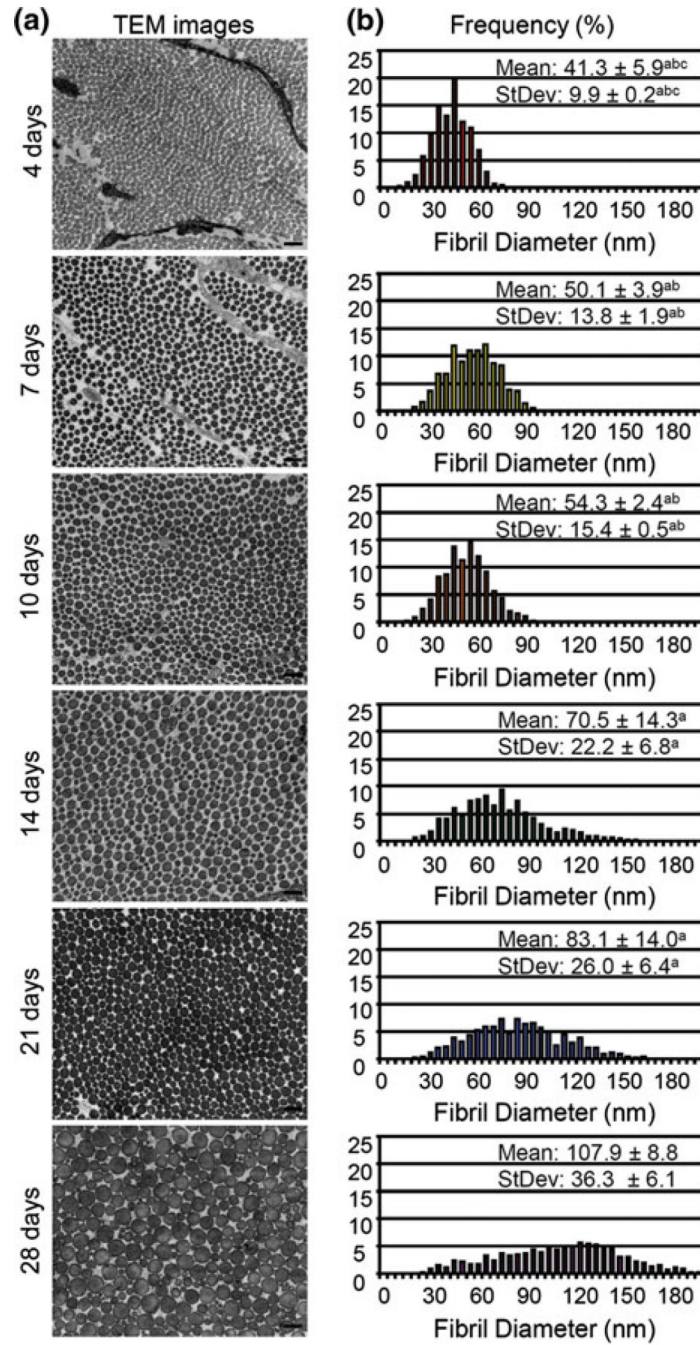 (a) TEM images
(b) Frequency (%)
4 days
25
20
15
10
5
0
Mean: 41.3 ± 5.9ᵃᵇᶜ
StDev: 9.9 ± 0.2ᵃᵇᶜ
30 60 90 120 150 180
Fibril Diameter (nm)
7 days
25
20
15
10
5
0
Mean: 50.1 ± 3.9ᵃᵇ
StDev: 13.8 ± 1.9ᵃᵇ
30 60 90 120 150 180
Fibril Diameter (nm)
10 days
25
20
15
10
5
0
Mean: 54.3 ± 2.4ᵃᵇ
StDev: 15.4 ± 0.5ᵃᵇ
30 60 90 120 150 180
Fibril Diameter (nm)
14 days
25
20
15
10
5
0
Mean: 70.5 ± 14.3ᵃ
StDev: 22.2 ± 6.8ᵃ
30 60 90 120 150 180
Fibril Diameter (nm)
21 days
25
20
15
10
5
0
Mean: 83.1 ± 14.0ᵃ
StDev: 26.0 ± 6.4ᵃ
30 60 90 120 150 180
Fibril Diameter (nm)
28 days
25
20
15
10
5
0
Mean: 107.9 ± 8.8
StDev: 36.3 ± 6.1
30 60 90 120 150 180
Fibril Diameter (nm)